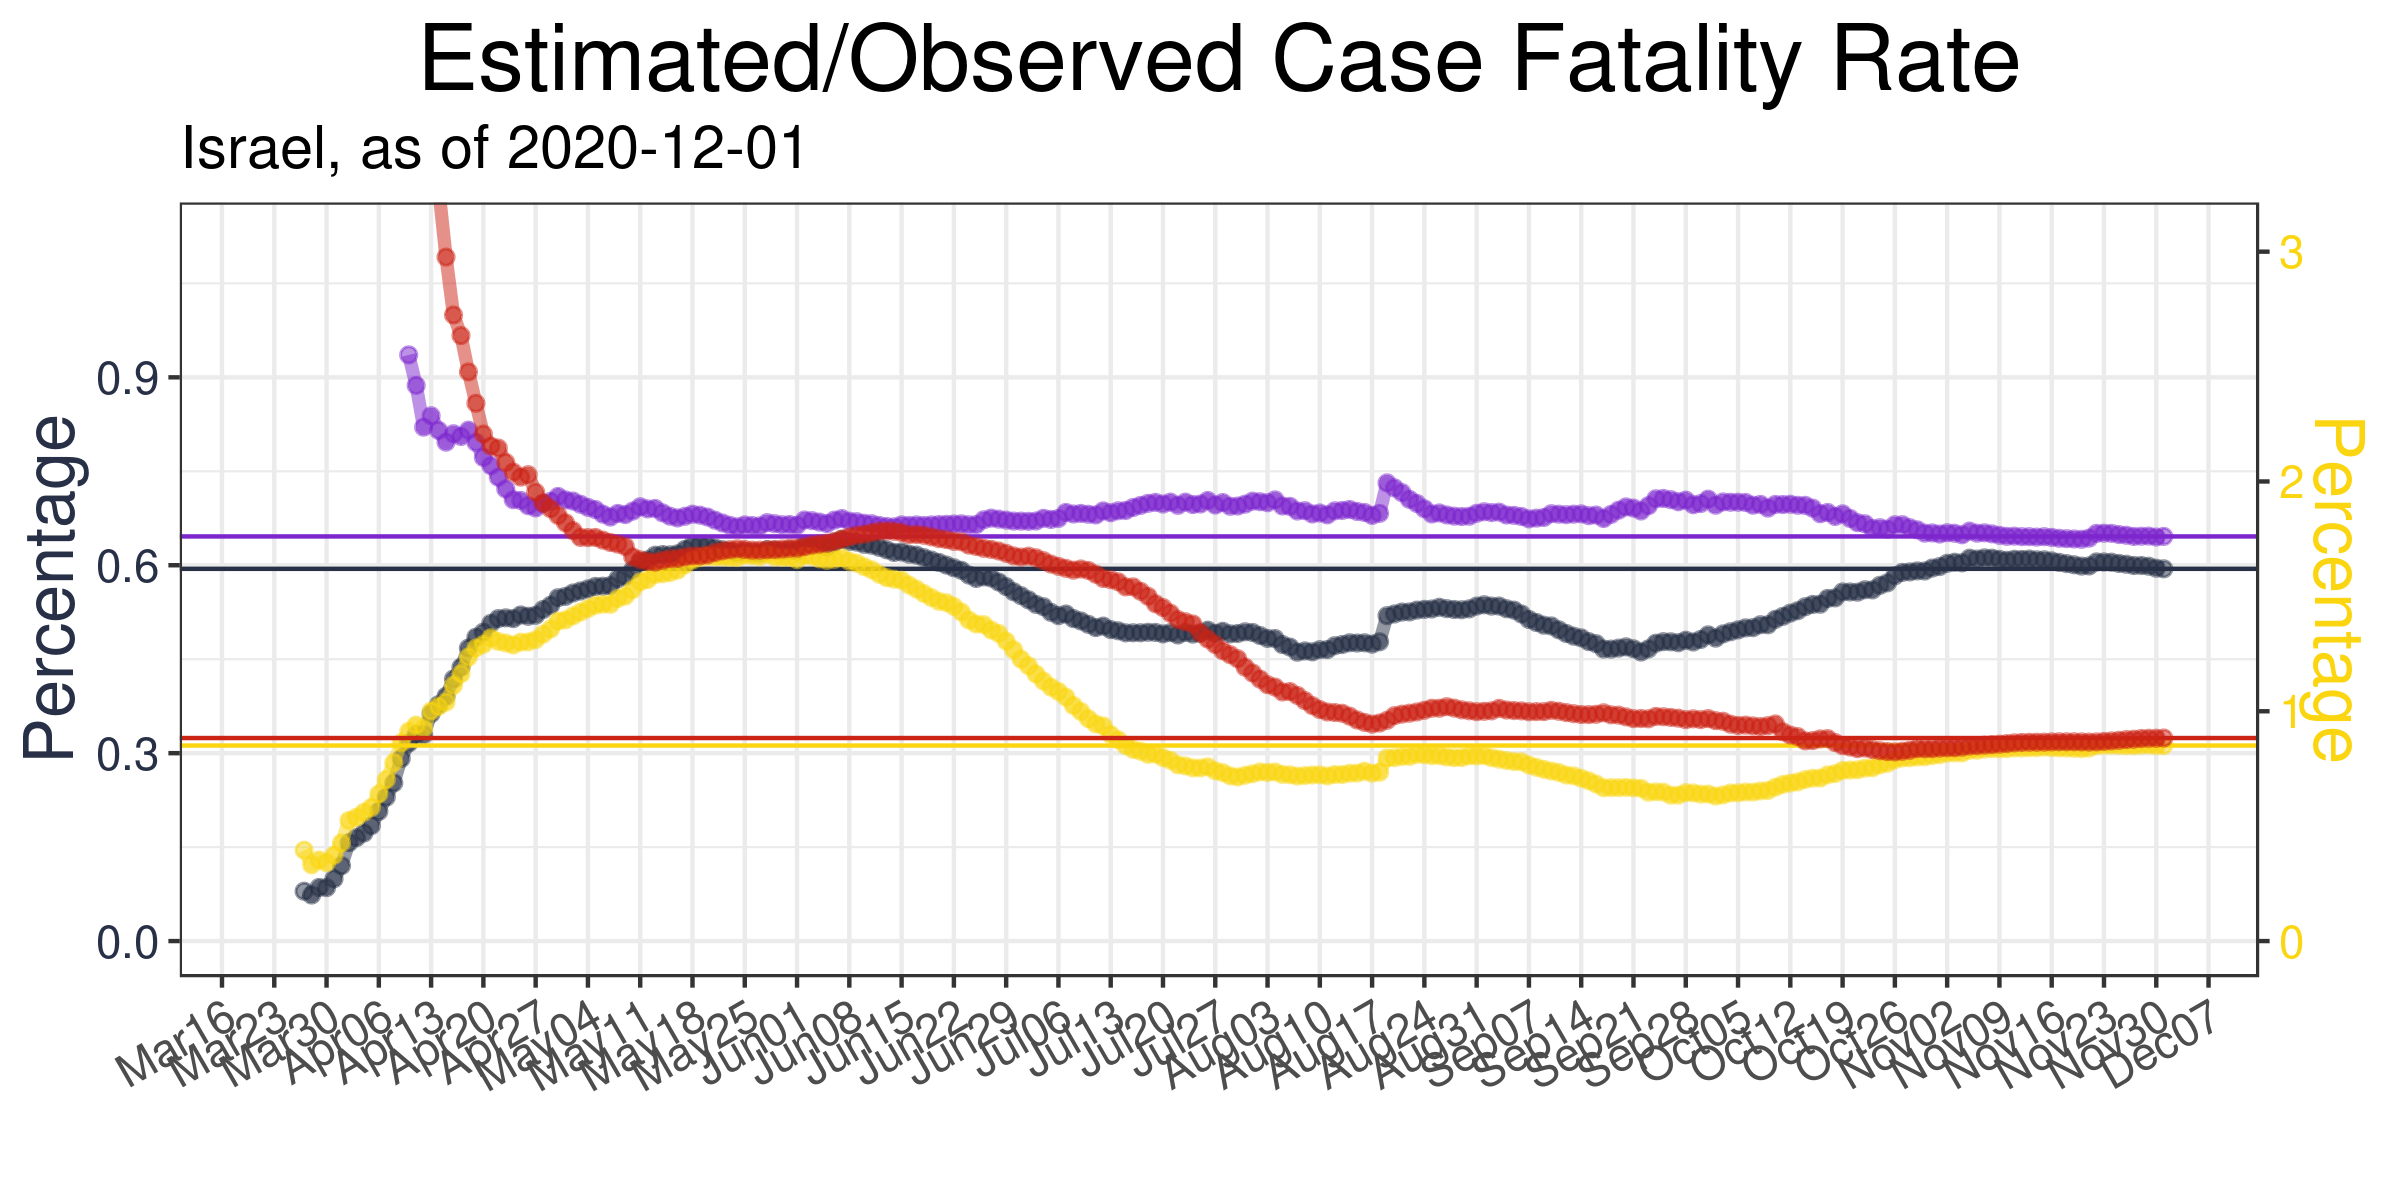 Estimated/Observed Case Fatality Rate
Israel, as of 2020-12-01
Percentage
0.9
0.6
0.3
0.0
3
2
1
0
Percentage
Mar16
Mar23
Mar30
Apr06
Apr13
Apr20
Apr27
May04
May11
May18
May25
Jun01
Jun08
Jun15
Jun22
Jun29
Jul06
Jul13
Jul20
Jul27
Aug03
Aug10
Aug17
Aug24
Aug31
Sep07
Sep14
Sep21
Sep28
Oct05
Oct12
Oct19
Oct26
Nov02
Nov09
Nov16
Nov23
Nov30
Dec07